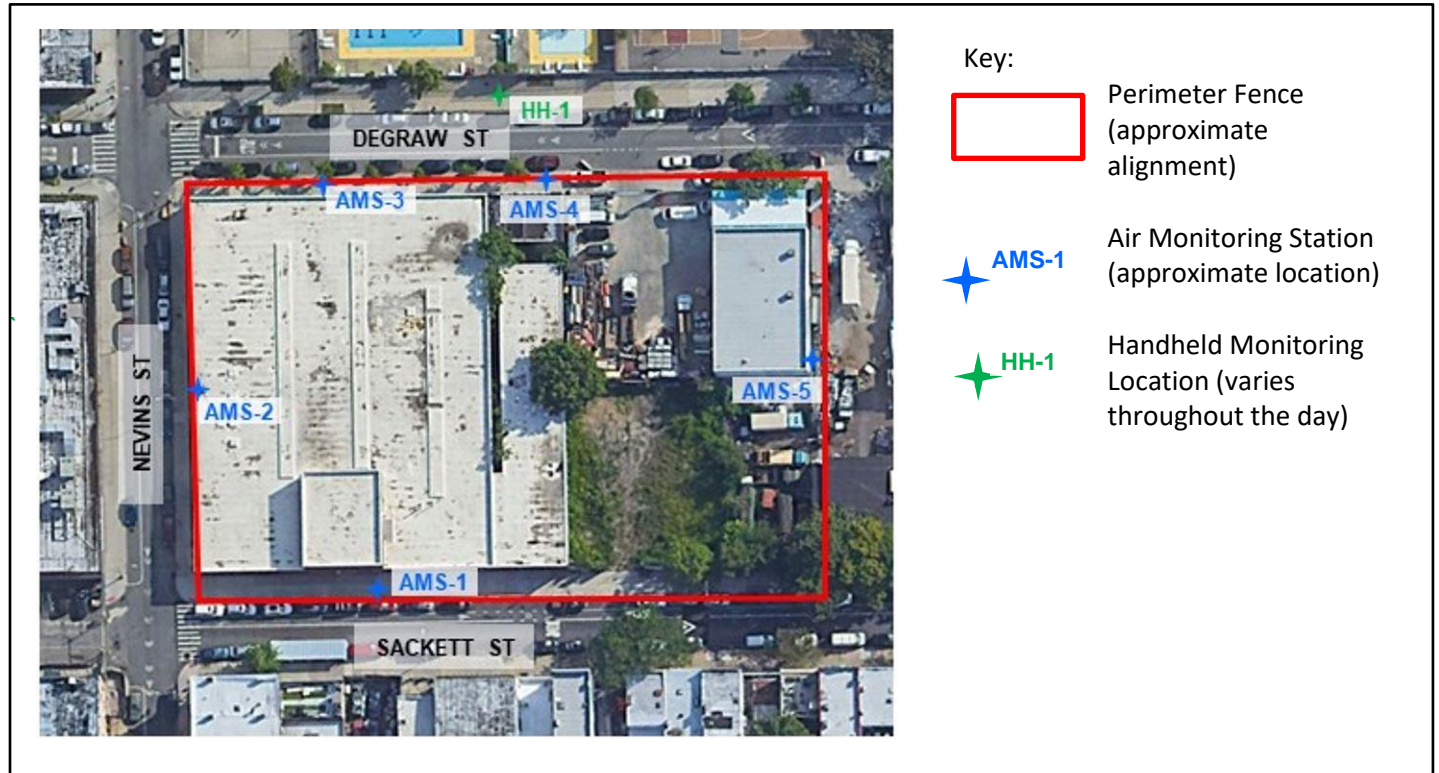 Key:
Perimeter Fence
(approximate
alignment)
AMS-1
Air Monitoring Station
(approximate location)
HH-1
Handheld Monitoring
Location (varies
throughout the day)
HH-1
DEGRAW ST
AMS-3
AMS-4
NEVINS ST
AMS-2
AMS-5
AMS-1
SACKETT ST